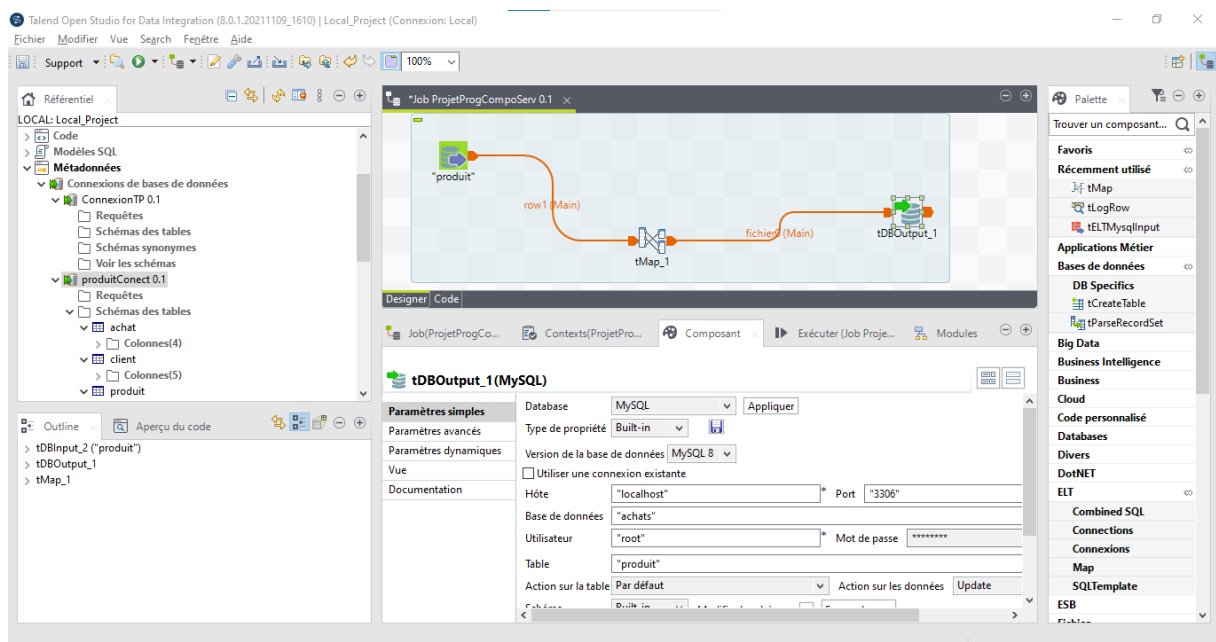 Talend Open Studio for Data Integration (8.0.1.20211109_1610) | Local_Project (Connexion: Local)
Fichier Modifier Vue Search Fenêtre Aide
Support 100%
Référentiel
LOCAL: Local_Project
Code
Modèles SQL
Métadonnées
Connexions de bases de données
ConnexionTP 0.1
Requêtes
Schémas des tables
Schémas synonymes
Voir les schémas
produitConect 0.1
Requêtes
Schémas des tables
achat
Colonnes(4)
client
Colonnes(5)
produit
Outline Aperçu du code
tDBInput_2 ("produit")
tDBOutput_1
tMap_1
*Job ProjetProgCompoServ 0.1
"produit"
row1 (Main)
tMap_1
(Main)
tDBOutput_1
Designer Code
Job(ProjetProgCo... Contexts(ProjetPro... Composant Exécuter (Job Proje... Modules
tDBOutput_1(MySQL)
Paramètres simples
Paramètres avancés
Paramètres dynamiques
Vue
Documentation
Database MySQL Appliquer
Type de propriété Built-in
Version de la base de données MySQL 8
Utiliser une connexion existante
Hôte "localhost" * Port "3306"
Base de données "achats"
Utilisateur "root" * Mot de passe ********
Table "produit"
Action sur la table Par défaut Action sur les données Update
Palette
Trouver un composant...
Favoris
Récemment utilisé
tMap
tLogRow
tELTMysqlInput
Applications Métier
Bases de données
DB Specifics
tCreateTable
tParseRecordSet
Big Data
Business Intelligence
Business
Cloud
Code personnalisé
Databases
Divers
DotNET
ELT
Combined SQL
Connections
Connexions
Map
SQLTemplate
ESB